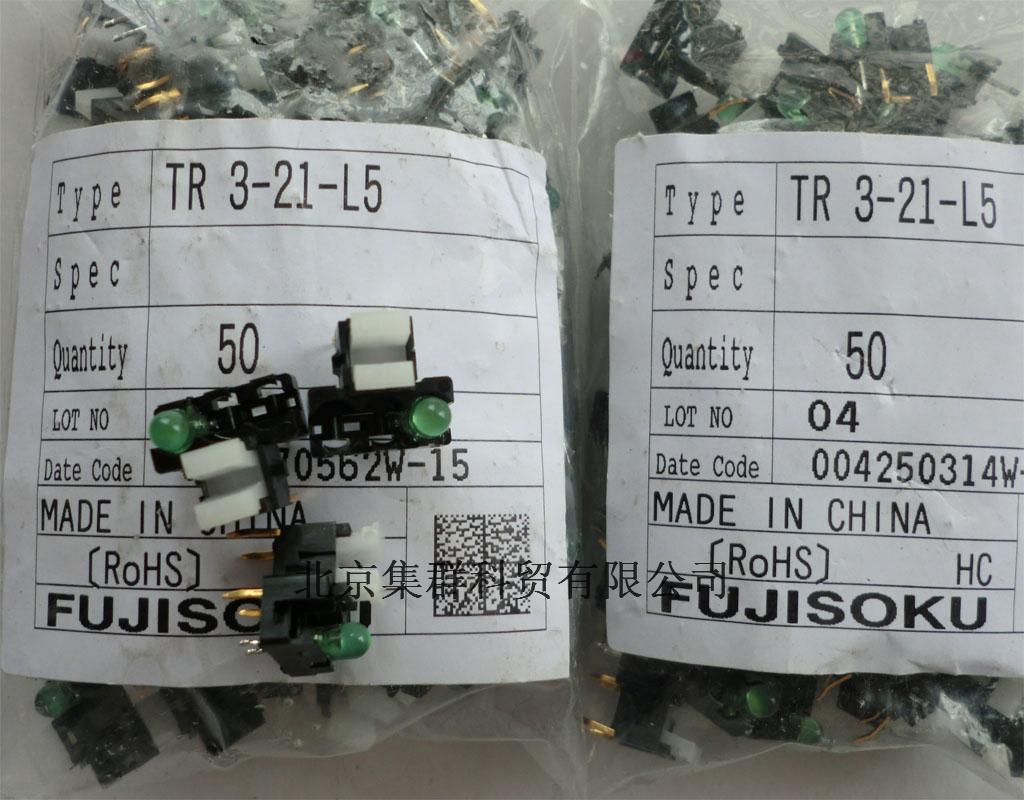 Type TR 3-21-L5
Spec
Quantity 50
LOT NO
Date Code 70562W-15
MADE IN CHINA
[RoHS]
FUJISOKU
Type TR 3-21-L5
Spec
Quantity 50
LOT NO 04
Date Code 004250314W-
MADE IN CHINA
[RoHS] HC
FUJISOKU
北京集群科贸有限公司